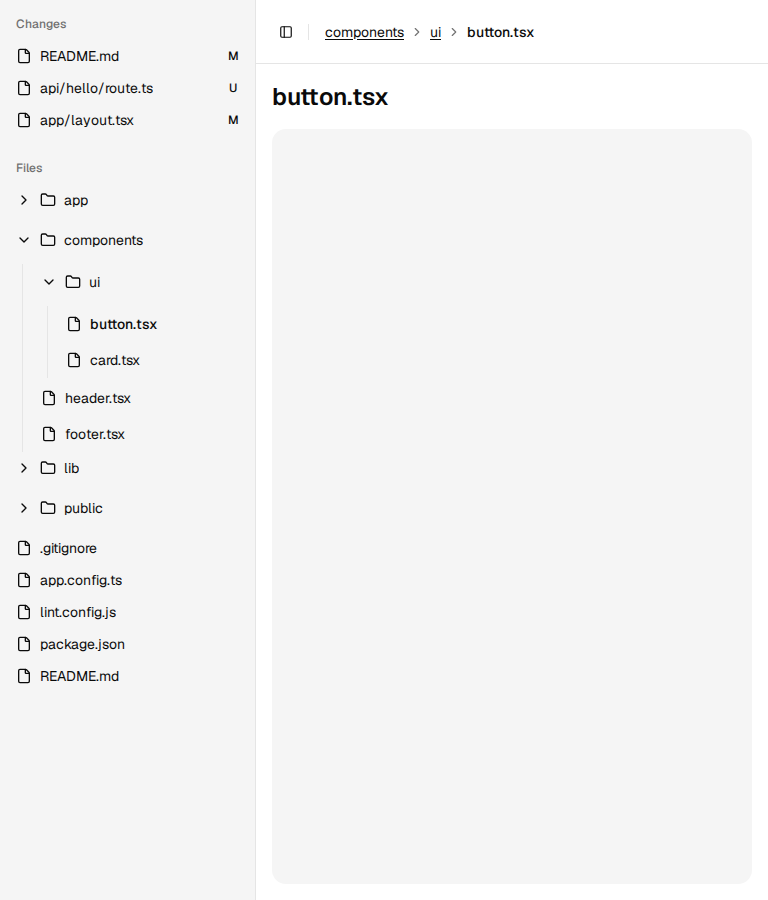 Changes
README.md M
api/hello/route.ts U
app/layout.tsx M
Files
app
components
ui
button.tsx
card.tsx
header.tsx
footer.tsx
lib
public
.gitignore
app.config.ts
lint.config.js
package.json
README.md
components ui button.tsx
button.tsx